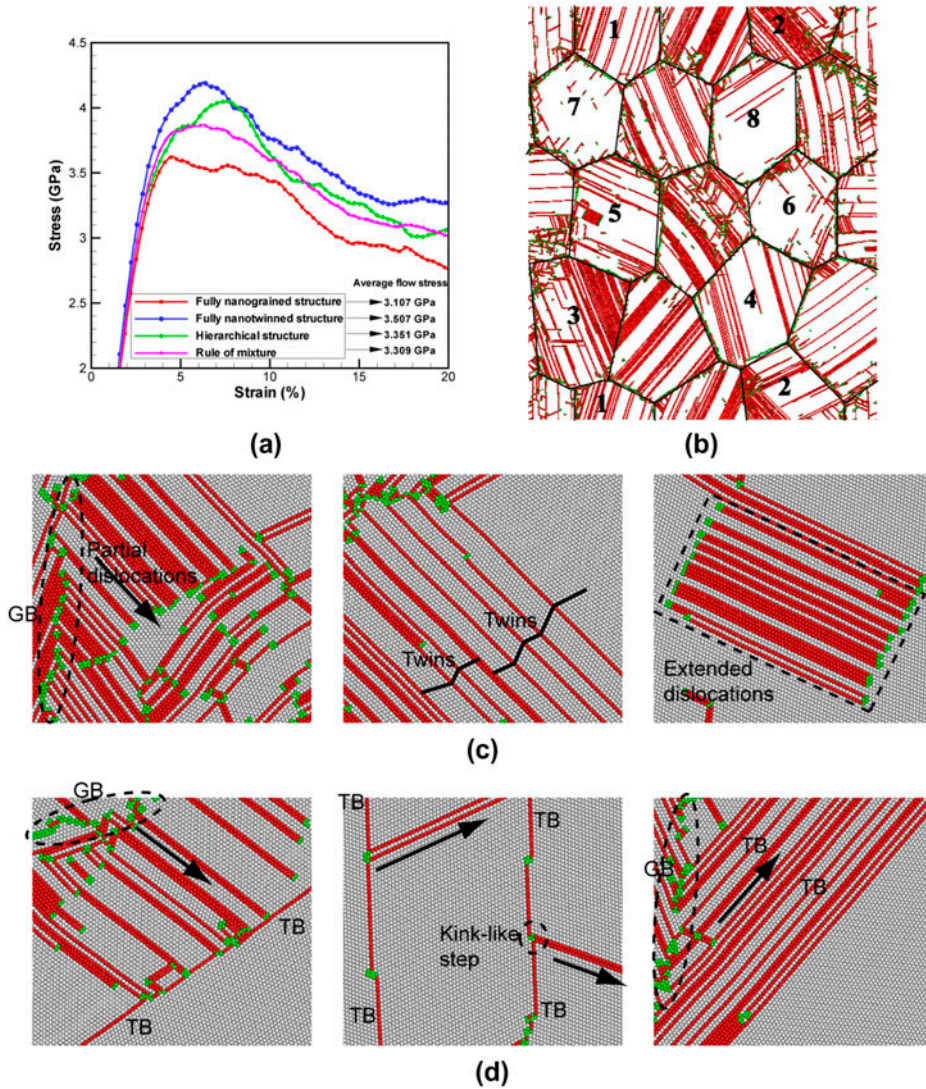 4.5
4
3.5
3
2.5
2
Stress (GPa)
Average flow stress
Fully nanograined structure 3.107 GPa
Fully nanotwinned structure 3.507 GPa
Hierarchical structure 3.351 GPa
Rule of mixture 3.309 GPa
0 5 10 15 20
Strain (%)
(a)
1 2
7 8
5 6
3 4
1 2
(b)
GB
Partial
dislocations
Twins
Twins
Extended
dislocations
(c)
GB
TB
TB
TB
TB
Kink-like
step
TB
TB
GB
TB
TB
(d)